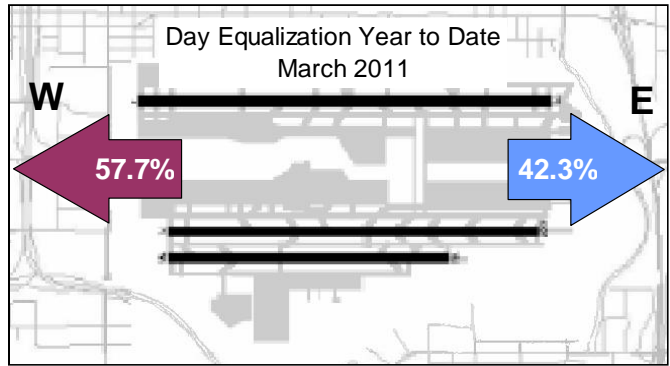 Day Equalization Year to Date
March 2011
W
E
57.7%
42.3%